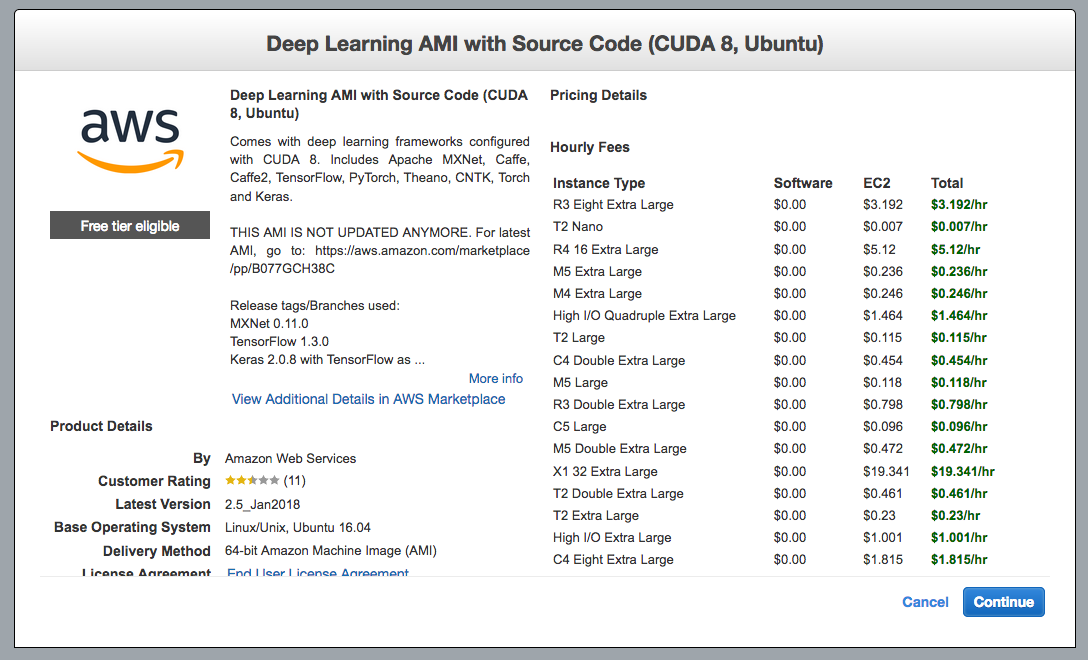 Deep Learning AMI with Source Code (CUDA 8, Ubuntu)
aws
Free tier eligible
Deep Learning AMI with Source Code (CUDA
8, Ubuntu)
Comes with deep learning frameworks configured
with CUDA 8. Includes Apache MXNet, Caffe,
Caffe2, TensorFlow, PyTorch, Theano, CNTK, Torch
and Keras.
THIS AMI IS NOT UPDATED ANYMORE. For latest
AMI, go to: https://aws.amazon.com/marketplace
/pp/B077GCH38C
Release tags/Branches used:
MXNet 0.11.0
TensorFlow 1.3.0
Keras 2.0.8 with TensorFlow as ...
More info
View Additional Details in AWS Marketplace
Product Details
By Amazon Web Services
Customer Rating (11)
Latest Version 2.5_Jan2018
Base Operating System Linux/Unix, Ubuntu 16.04
Delivery Method 64-bit Amazon Machine Image (AMI)
License Agreement End User License Agreement
Pricing Details
Hourly Fees
Instance Type Software EC2 Total
R3 Eight Extra Large $0.00 $3.192 $3.192/hr
T2 Nano $0.00 $0.007 $0.007/hr
R4 16 Extra Large $0.00 $5.12 $5.12/hr
M5 Extra Large $0.00 $0.236 $0.236/hr
M4 Extra Large $0.00 $0.246 $0.246/hr
High I/O Quadruple Extra Large $0.00 $1.464 $1.464/hr
T2 Large $0.00 $0.115 $0.115/hr
C4 Double Extra Large $0.00 $0.454 $0.454/hr
M5 Large $0.00 $0.118 $0.118/hr
R3 Double Extra Large $0.00 $0.798 $0.798/hr
C5 Large $0.00 $0.096 $0.096/hr
M5 Double Extra Large $0.00 $0.472 $0.472/hr
X1 32 Extra Large $0.00 $19.341 $19.341/hr
T2 Double Extra Large $0.00 $0.461 $0.461/hr
T2 Extra Large $0.00 $0.23 $0.23/hr
High I/O Extra Large $0.00 $1.001 $1.001/hr
C4 Eight Extra Large $0.00 $1.815 $1.815/hr
Cancel
Continue